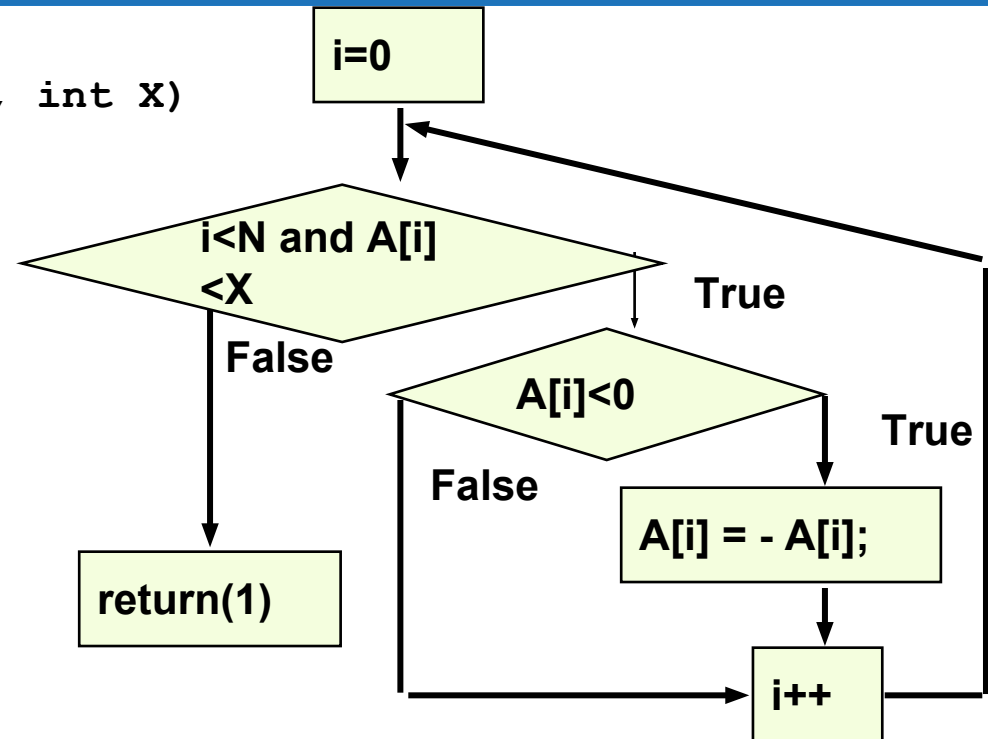 i=0
, int X)
i<N and A[i]
<X
True
False
A[i]<0
True
False
A[i] = - A[i];
return(1)
i++